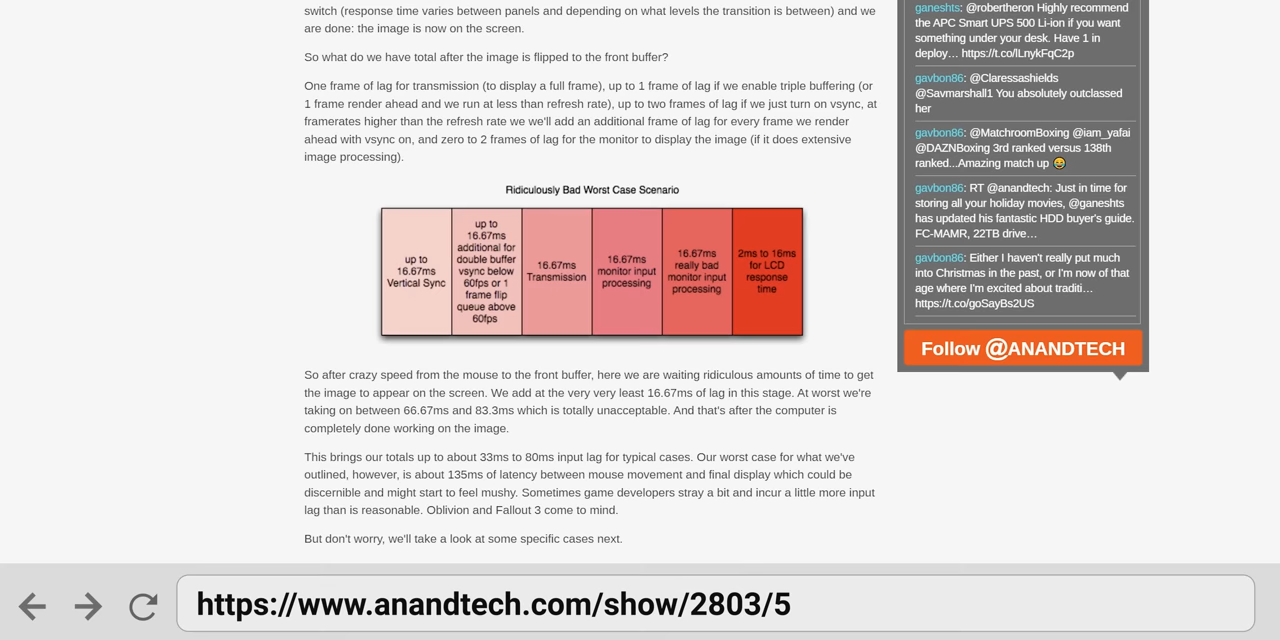 switch (response time varies between panels and depending on what levels the transition is between) and we
are done: the image is now on the screen.
So what do we have total after the image is flipped to the front buffer?
One frame of lag for transmission (to display a full frame), up to 1 frame of lag if we enable triple buffering (or
1 frame render ahead and we run at less than refresh rate), up to two frames of lag if we just turn on vsync, at
framerates higher than the refresh rate we we'll add an additional frame of lag for every frame we render
ahead with vsync on, and zero to 2 frames of lag for the monitor to display the image (if it does extensive
image processing).
Ridiculously Bad Worst Case Scenario
up to
16.67ms
Vertical Sync
up to
16.67ms
additional for
double buffer
vsync below
60fps or 1
frame flip
queue above
60fps
16.67ms
Transmission
16.67ms
monitor input
processing
16.67ms
really bad
monitor input
processing
2ms to 16ms
for LCD
response
time
So after crazy speed from the mouse to the front buffer, here we are waiting ridiculous amounts of time to get
the image to appear on the screen. We add at the very very least 16.67ms of lag in this stage. At worst we're
taking on between 66.67ms and 83.3ms which is totally unacceptable. And that's after the computer is
completely done working on the image.
This brings our totals up to about 33ms to 80ms input lag for typical cases. Our worst case for what we've
outlined, however, is about 135ms of latency between mouse movement and final display which could be
discernible and might start to feel mushy. Sometimes game developers stray a bit and incur a little more input
lag than is reasonable. Oblivion and Fallout 3 come to mind.
But don't worry, we'll take a look at some specific cases next.
ganeshts: @robertheron Highly recommend
the APC Smart UPS 500 Li-ion if you want
something under your desk. Have 1 in
deploy… https://t.co/lLnykFqC2p
gavbon86: @Claressashields
@Savmarshall1 You absolutely outclassed
her
gavbon86: @MatchroomBoxing @iam_yafai
@DAZNBoxing 3rd ranked versus 138th
ranked...Amazing match up 😂
gavbon86: RT @anandtech: Just in time for
storing all your holiday movies, @ganeshts
has updated his fantastic HDD buyer's guide.
FC-MAMR, 22TB drive…
gavbon86: Either I haven't really put much
into Christmas in the past, or I'm now of that
age where I'm excited about traditi…
https://t.co/goSayBs2US
Follow @ANANDTECH
https://www.anandtech.com/show/2803/5